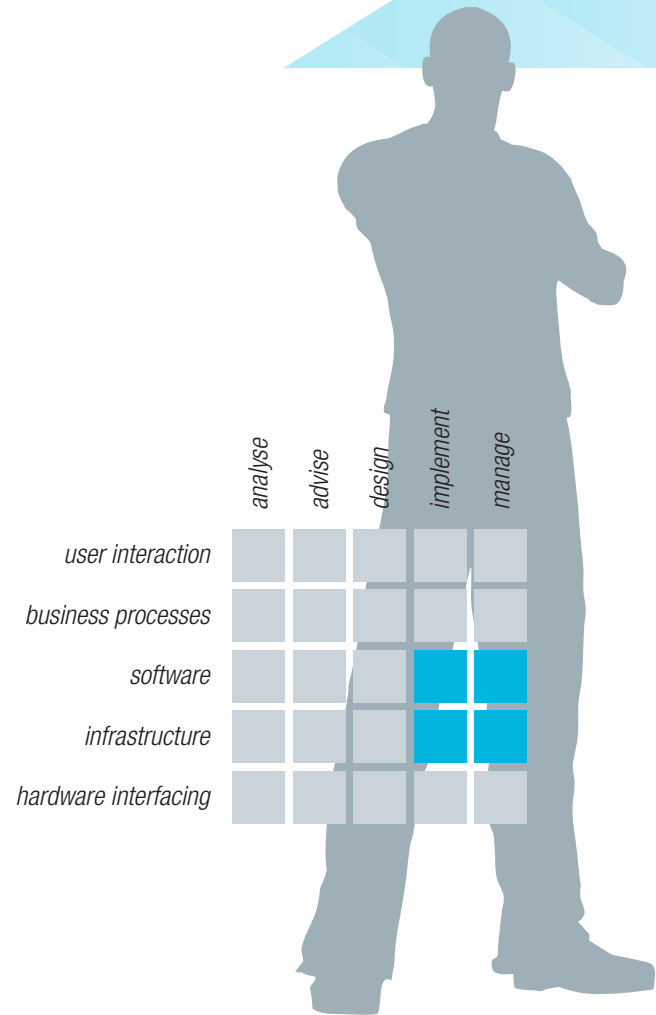 analyse
advise
design
implement
manage
user interaction
business processes
software
infrastructure
hardware interfacing